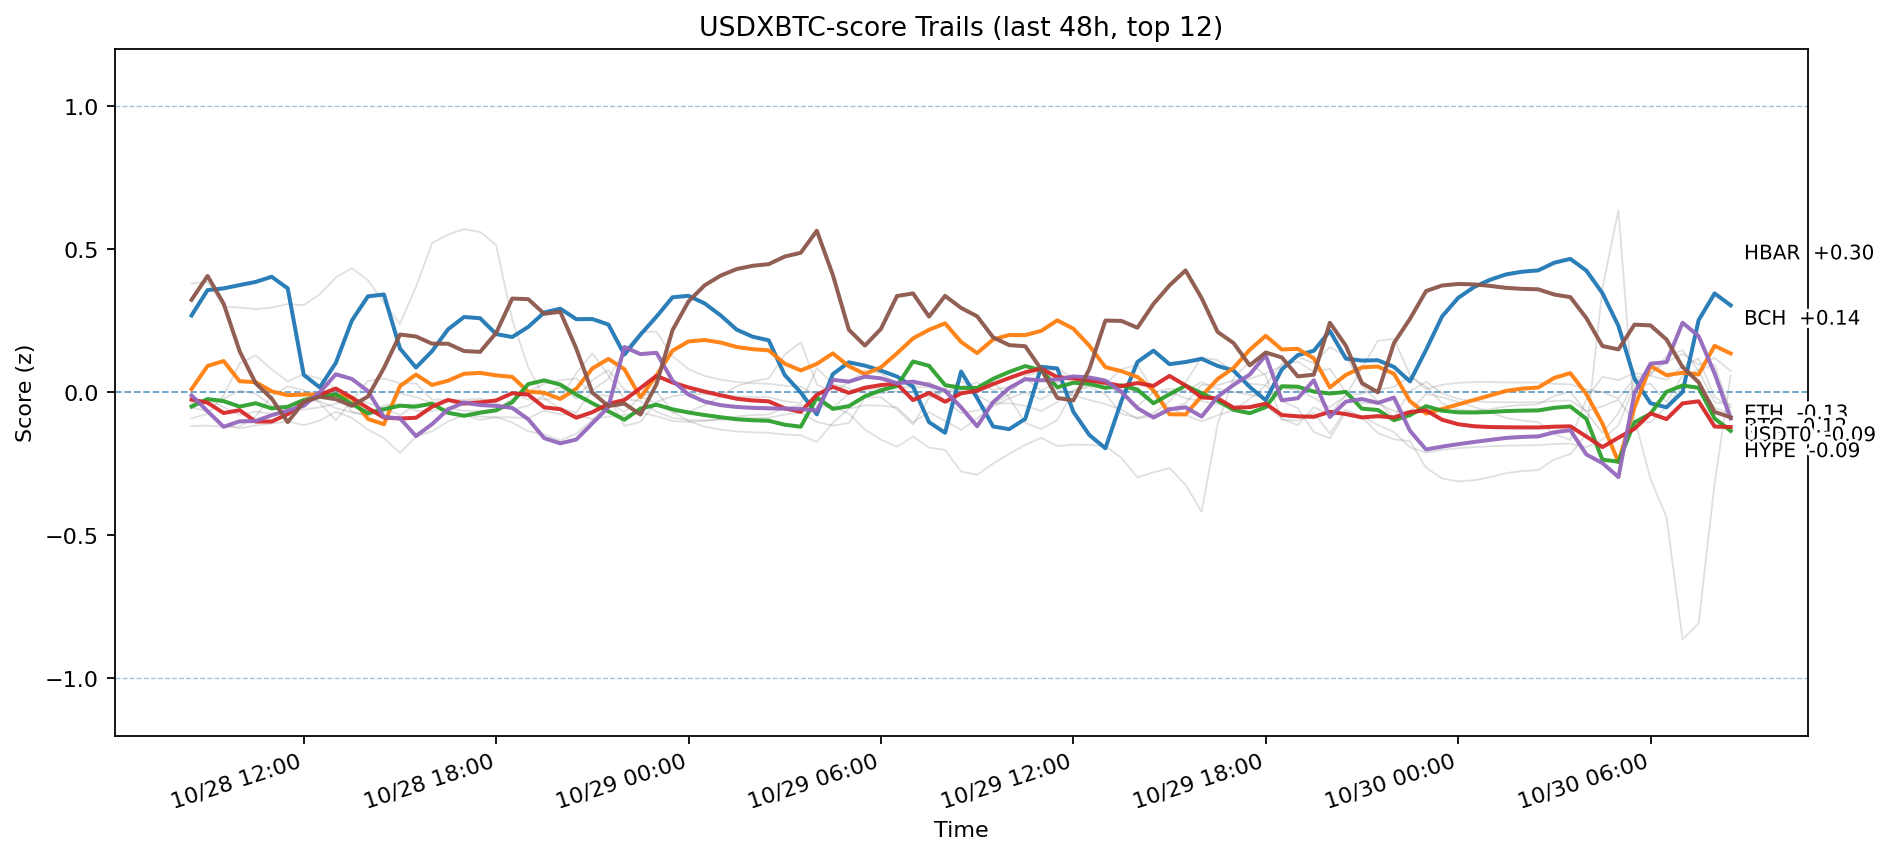 USDXBTC-score Trails (last 48h, top 12)
Score (z)
1.0
0.5
0.0
−0.5
−1.0
HBAR +0.30
BCH +0.14
ETH -0.13
USDT0 -0.09
HYPE -0.09
10/28 12:00
10/28 18:00
10/29 00:00
10/29 06:00
10/29 12:00
10/29 18:00
10/30 00:00
10/30 06:00
Time